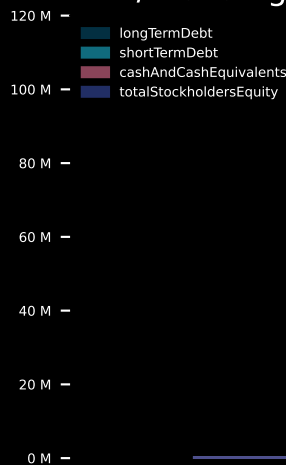 120 M
longTermDebt
shortTermDebt
cashAndCashEquivalents
100 M
totalStockholdersEquity
80 M
60 M
40 M
20 M
0 M